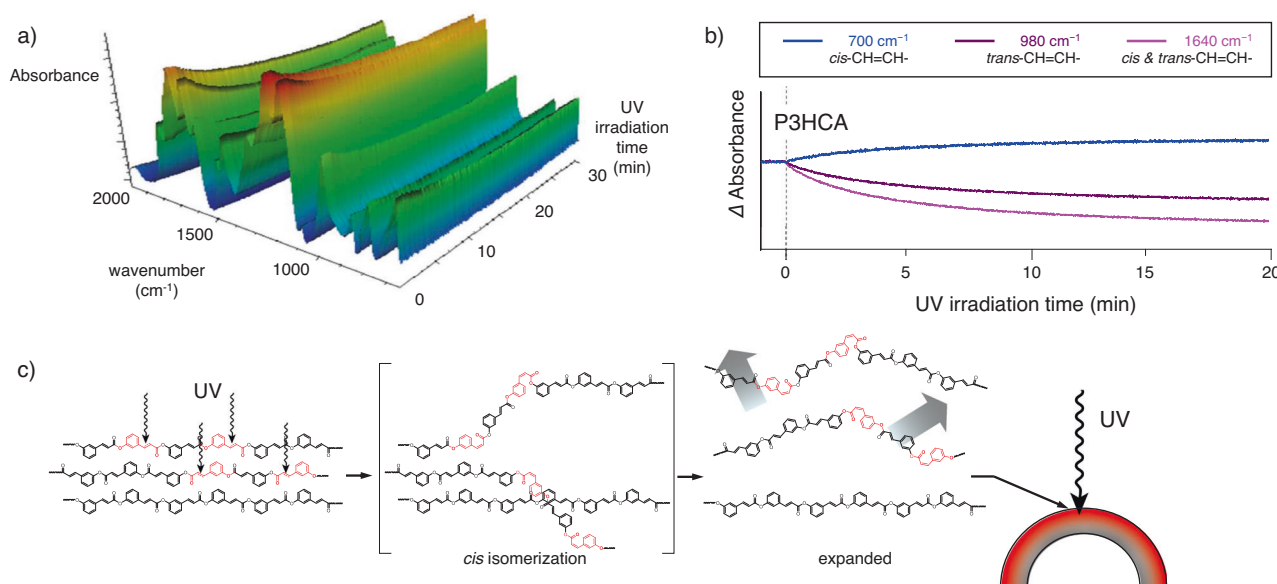 a)
Absorbance
2000
1500
1000
wavenumber
(cm⁻¹)
UV
irradiation
time
(min)
30
20
10
0
b)
700 cm⁻¹
cis-CH=CH-
980 cm⁻¹
trans-CH=CH-
1640 cm⁻¹
cis & trans-CH=CH-
P3HCA
Δ Absorbance
0
5
10
15
20
UV irradiation time (min)
c)
UV
cis isomerization
expanded
UV